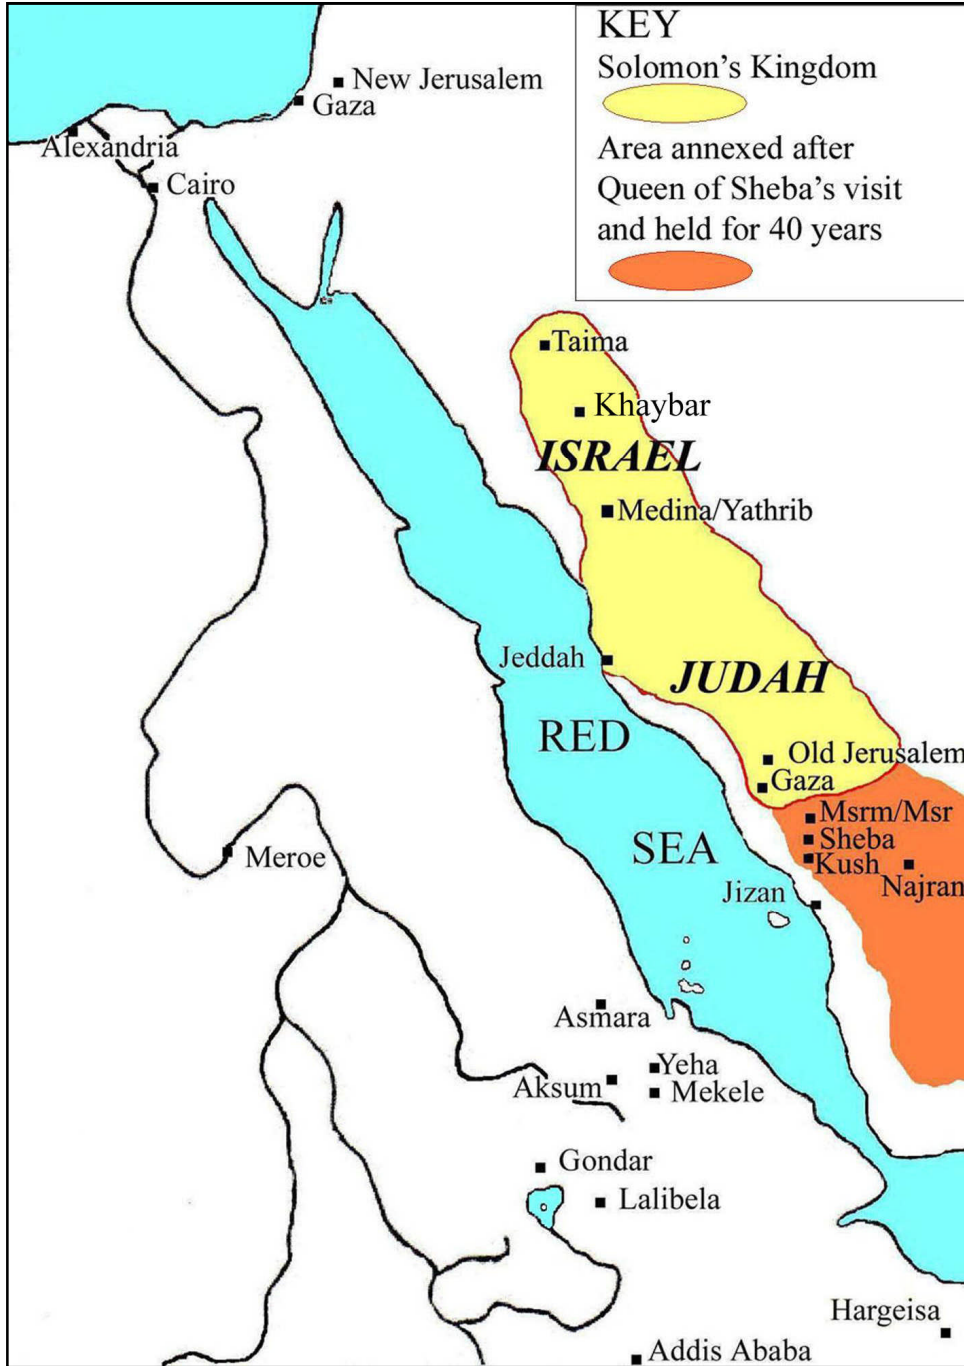 KEY
Solomon's Kingdom
Area annexed after
Queen of Sheba's visit
and held for 40 years
New Jerusalem
Gaza
Alexandria
Cairo
Taima
Khaybar
ISRAEL
Medina/Yathrib
Jeddah
JUDAH
RED
Old Jerusalem
Gaza
Msrm/Msr
Sheba
SEA
Kush
Meroe
Najran
Jizan
Asmara
Yeha
Aksum
Mekele
Gondar
Lalibela
Hargeisa
Addis Ababa